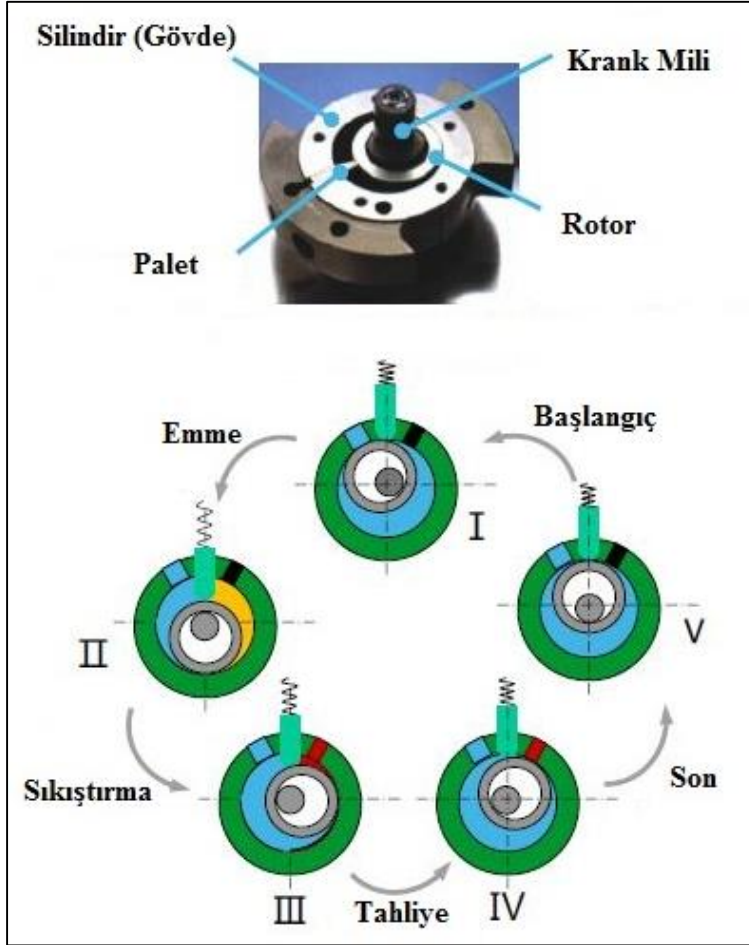 Silindir (Gövde)
Krank Mili
Palet
Rotor
Emme
Başlangıç
I
II
V
Sıkıştırma
Son
III
Tahliye
IV